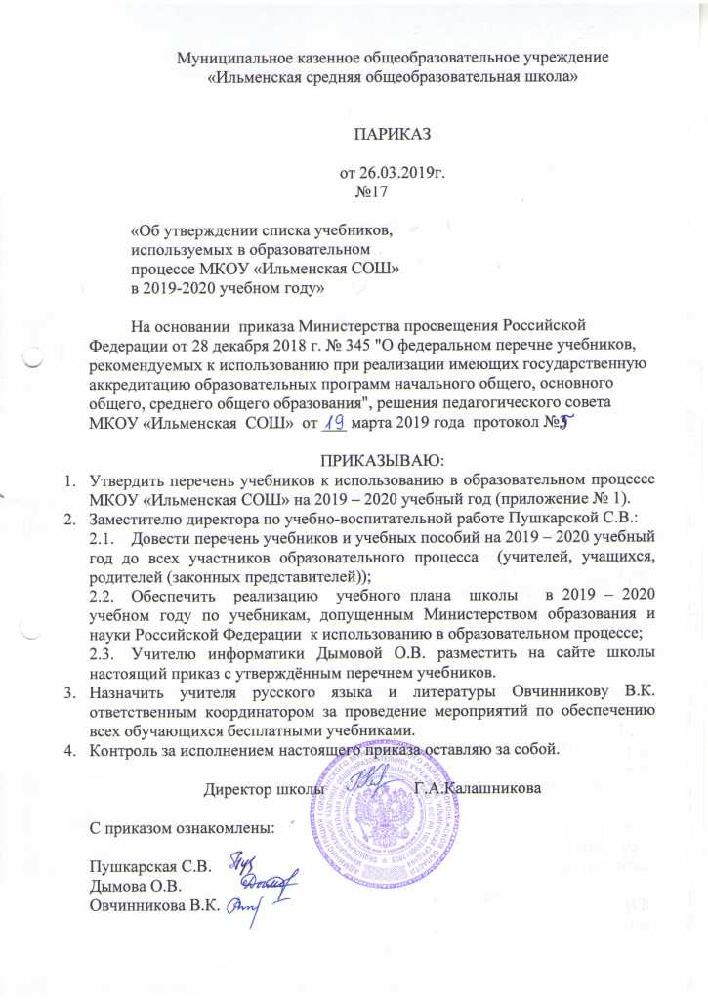 Муниципальное казенное общеобразовательное учреждение
«Ильменская средняя общеобразовательная школа»
ПАРИКАЗ
от 26.03.2019г.
№17
«Об утверждении списка учебников,
используемых в образовательном
процессе МКОУ «Ильменская СОШ»
в 2019-2020 учебном году»
На основании приказа Министерства просвещения Российской
Федерации от 28 декабря 2018 г. № 345 "О федеральном перечне учебников,
рекомендуемых к использованию при реализации имеющих государственную
аккредитацию образовательных программ начального общего, основного
общего, среднего общего образования", решения педагогического совета
МКОУ «Ильменская СОШ» от 19 марта 2019 года протокол №5
ПРИКАЗЫВАЮ:
1. Утвердить перечень учебников к использованию в образовательном процессе
МКОУ «Ильменская СОШ» на 2019 – 2020 учебный год (приложение № 1).
2. Заместителю директора по учебно-воспитательной работе Пушкарской С.В.:
2.1. Довести перечень учебников и учебных пособий на 2019 – 2020 учебный
год до всех участников образовательного процесса (учителей, учащихся,
родителей (законных представителей));
2.2. Обеспечить реализацию учебного плана школы в 2019 – 2020
учебном году по учебникам, допущенным Министерством образования и
науки Российской Федерации к использованию в образовательном процессе;
2.3. Учителю информатики Дымовой О.В. разместить на сайте школы
настоящий приказ с утверждённым перечнем учебников.
3. Назначить учителя русского языка и литературы Овчинникову В.К.
ответственным координатором за проведение мероприятий по обеспечению
всех обучающихся бесплатными учебниками.
4. Контроль за исполнением настоящего приказа оставляю за собой.
Директор школы Г.А.Калашникова
С приказом ознакомлены:
Пушкарская С.В.
Дымова О.В.
Овчинникова В.К.